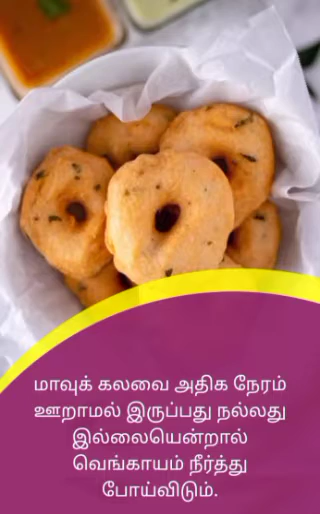 மாவுக் கலவை அதிக நேரம்
ஊறாமல் இருப்பது நல்லது
இல்லையென்றால்
வெங்காயம் நீர்த்து
போய்விடும்.